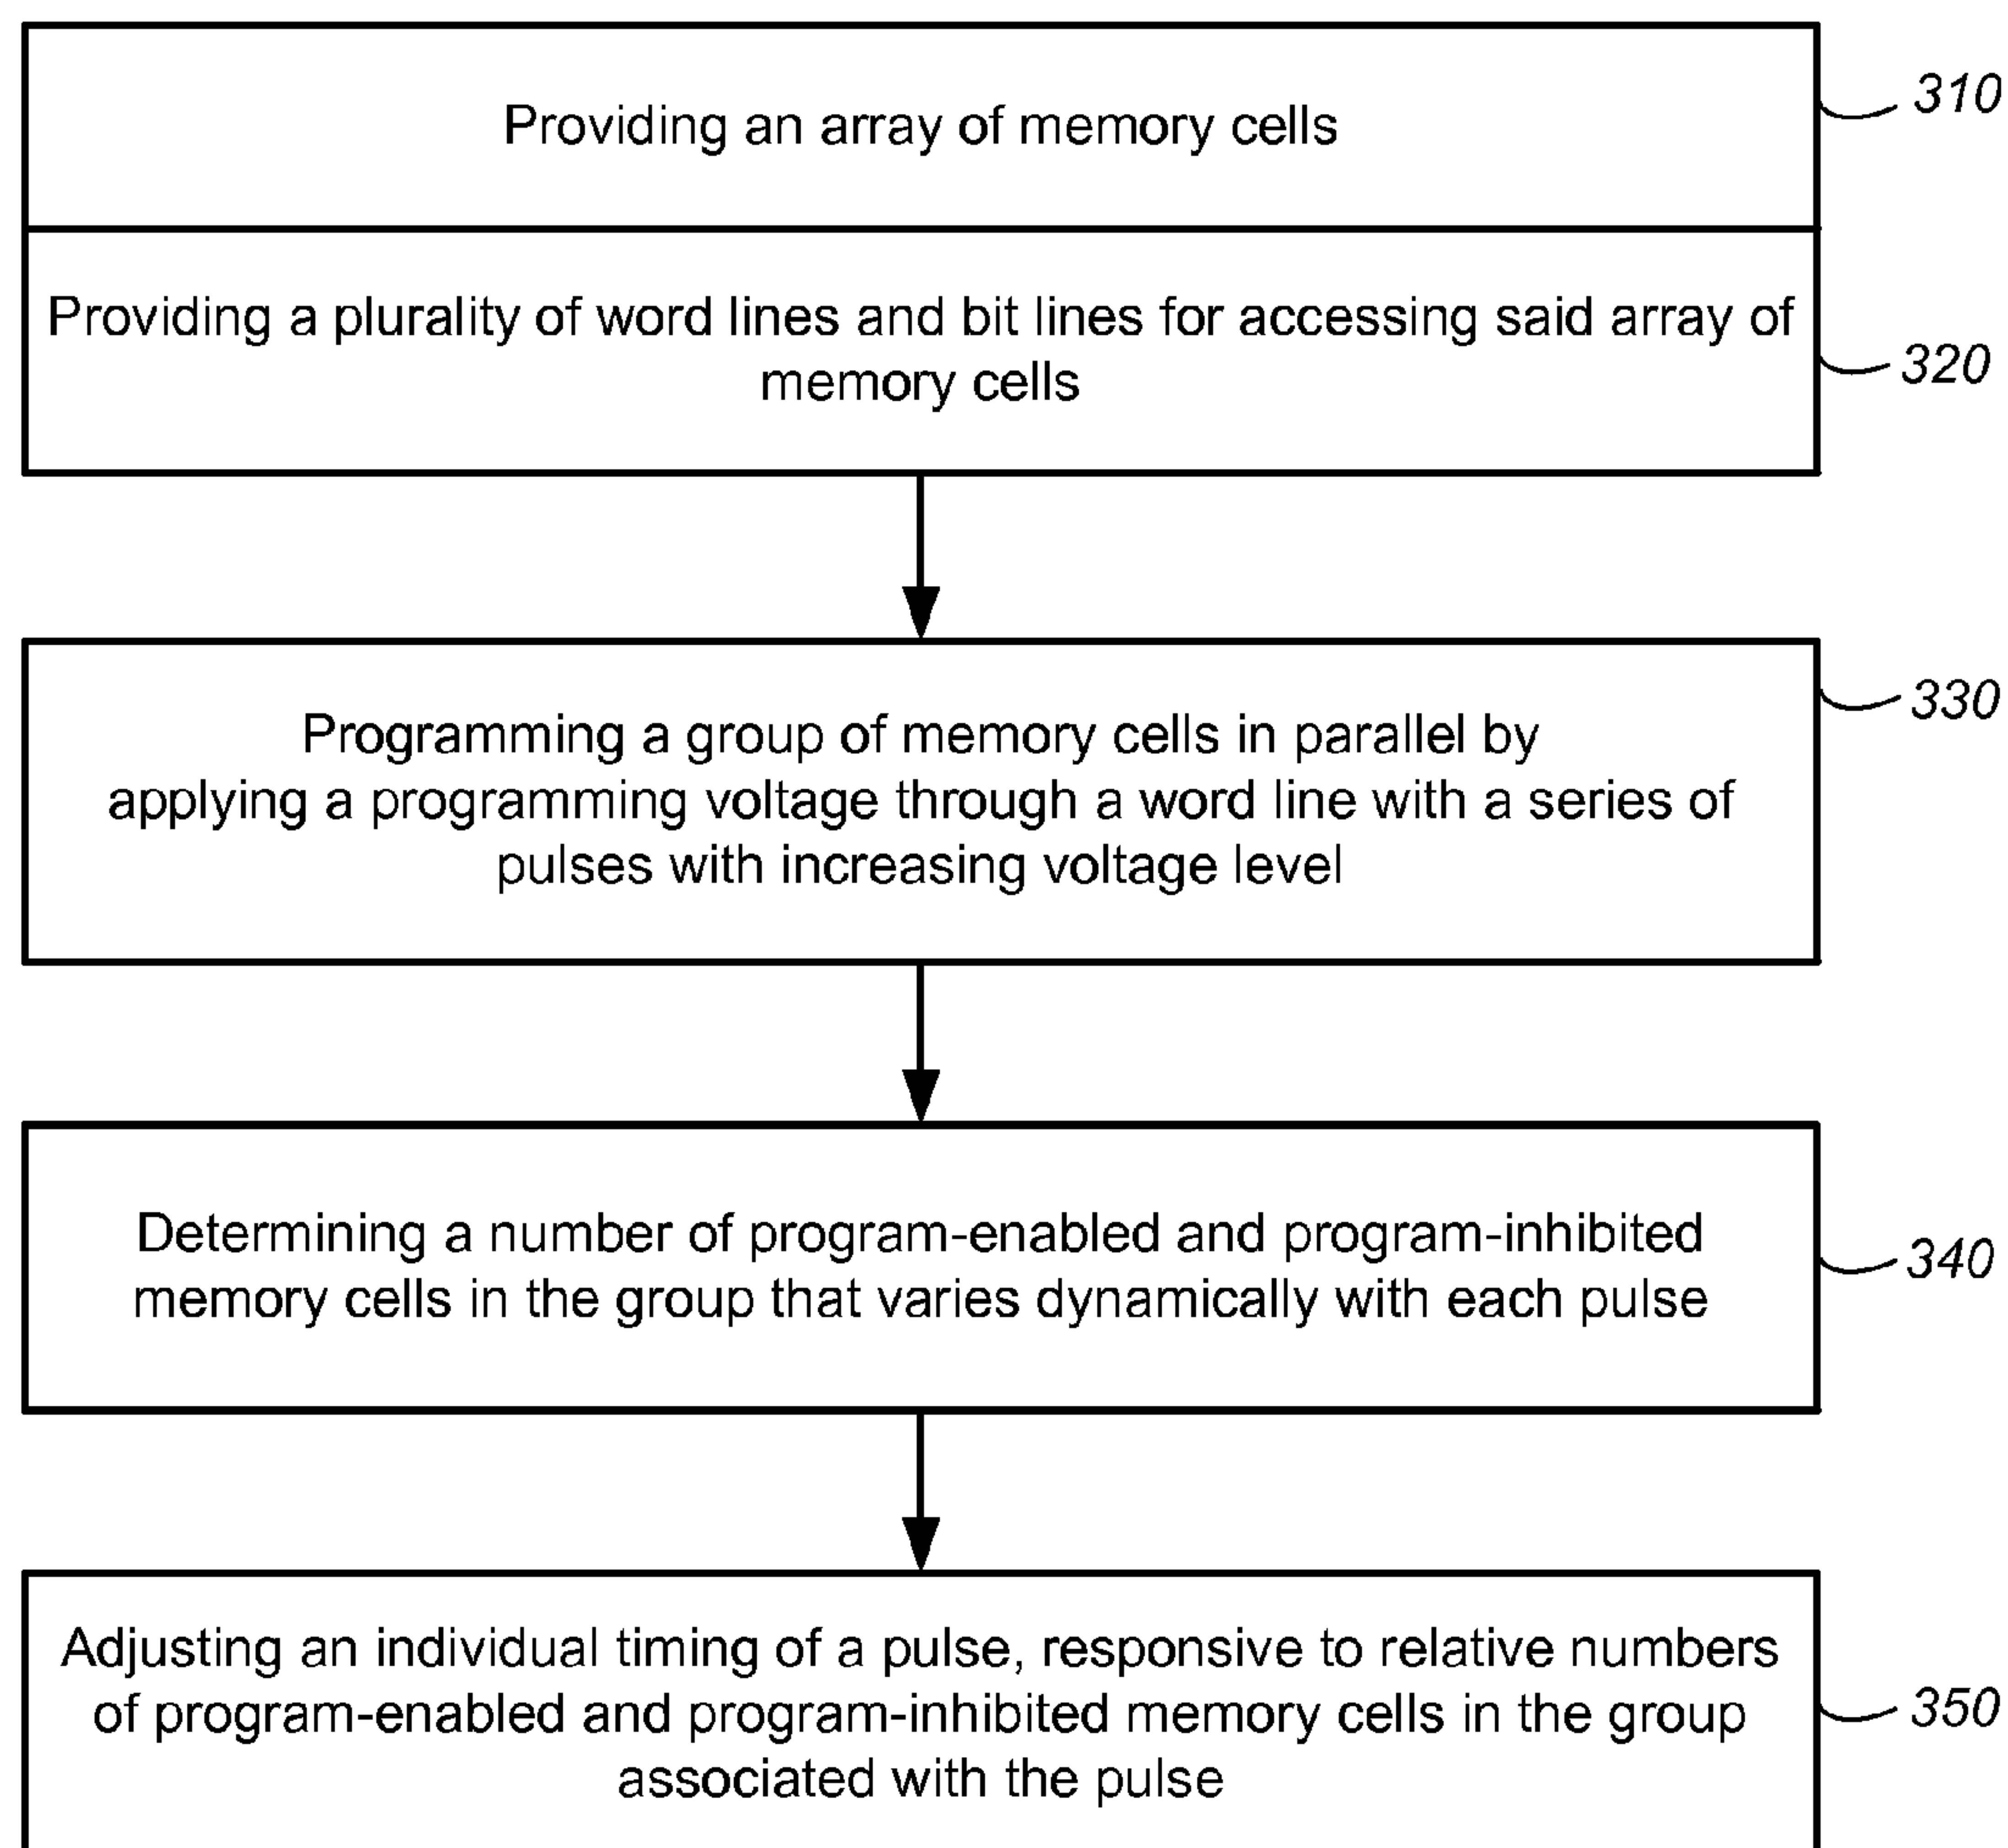 Providing an array of memory cells
310
Providing a plurality of word lines and bit lines for accessing said array of
memory cells
320
Programming a group of memory cells in parallel by
applying a programming voltage through a word line with a series of
pulses with increasing voltage level
330
Determining a number of program-enabled and program-inhibited
memory cells in the group that varies dynamically with each pulse
340
Adjusting an individual timing of a pulse, responsive to relative numbers
of program-enabled and program-inhibited memory cells in the group
associated with the pulse
350